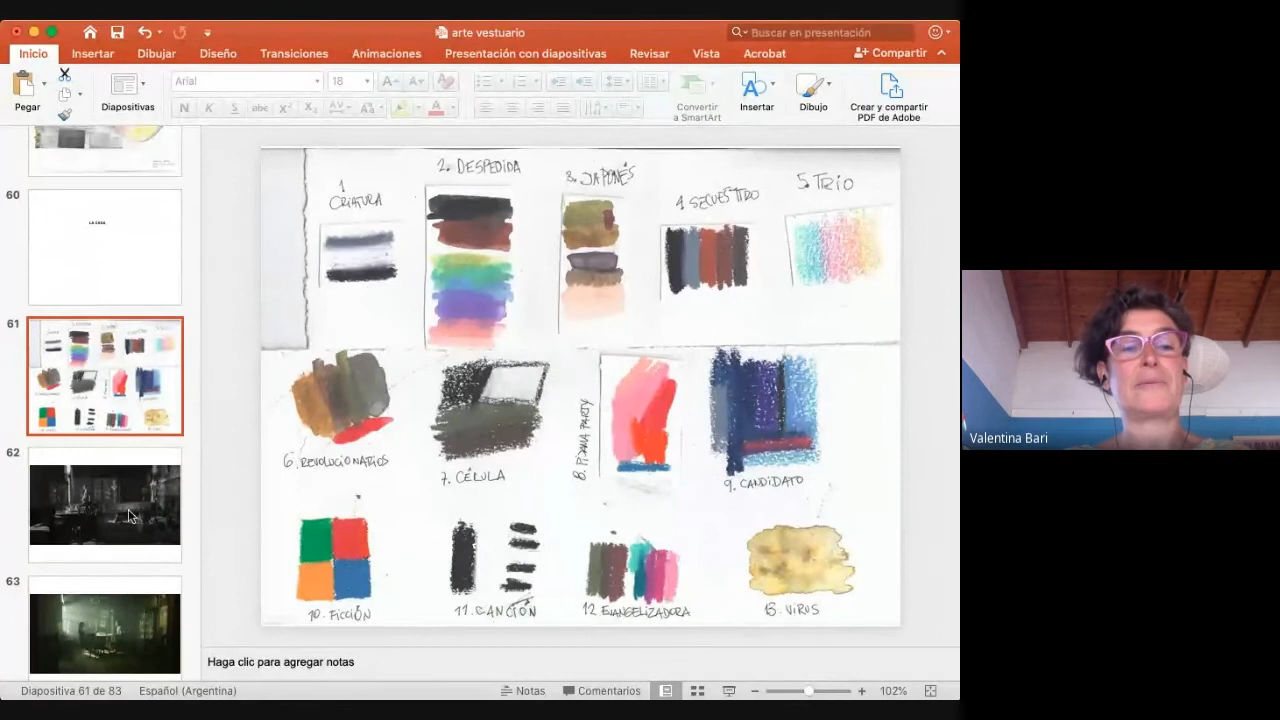 arte vestuario
Buscar en presentación
Inicio
Insertar
Dibujar
Diseño
Transiciones
Animaciones
Presentación con diapositivas
Revisar
Vista
Acrobat
Compartir
Pegar
Diapositivas
Arial
18
Convertir
a SmartArt
Insertar
Dibujo
Crear y compartir
PDF de Adobe
60
LA CASA
61
62
63
1
CRIATURA
2. DESPEDIDA
3. JAPONÉS
4 SECUESTRO
5. TRIO
6. REVOLUCIONARIOS
7. CÉLULA
8. PIJAMA PARTY
9. CANDIDATO
10. FICCIÓN
11. CANCIÓN
12 EVANGELIZADORA
VIRUS
Haga clic para agregar notas
Diapositiva 61 de 83
Español (Argentina)
Notas
Comentarios
102%
Valentina Bari